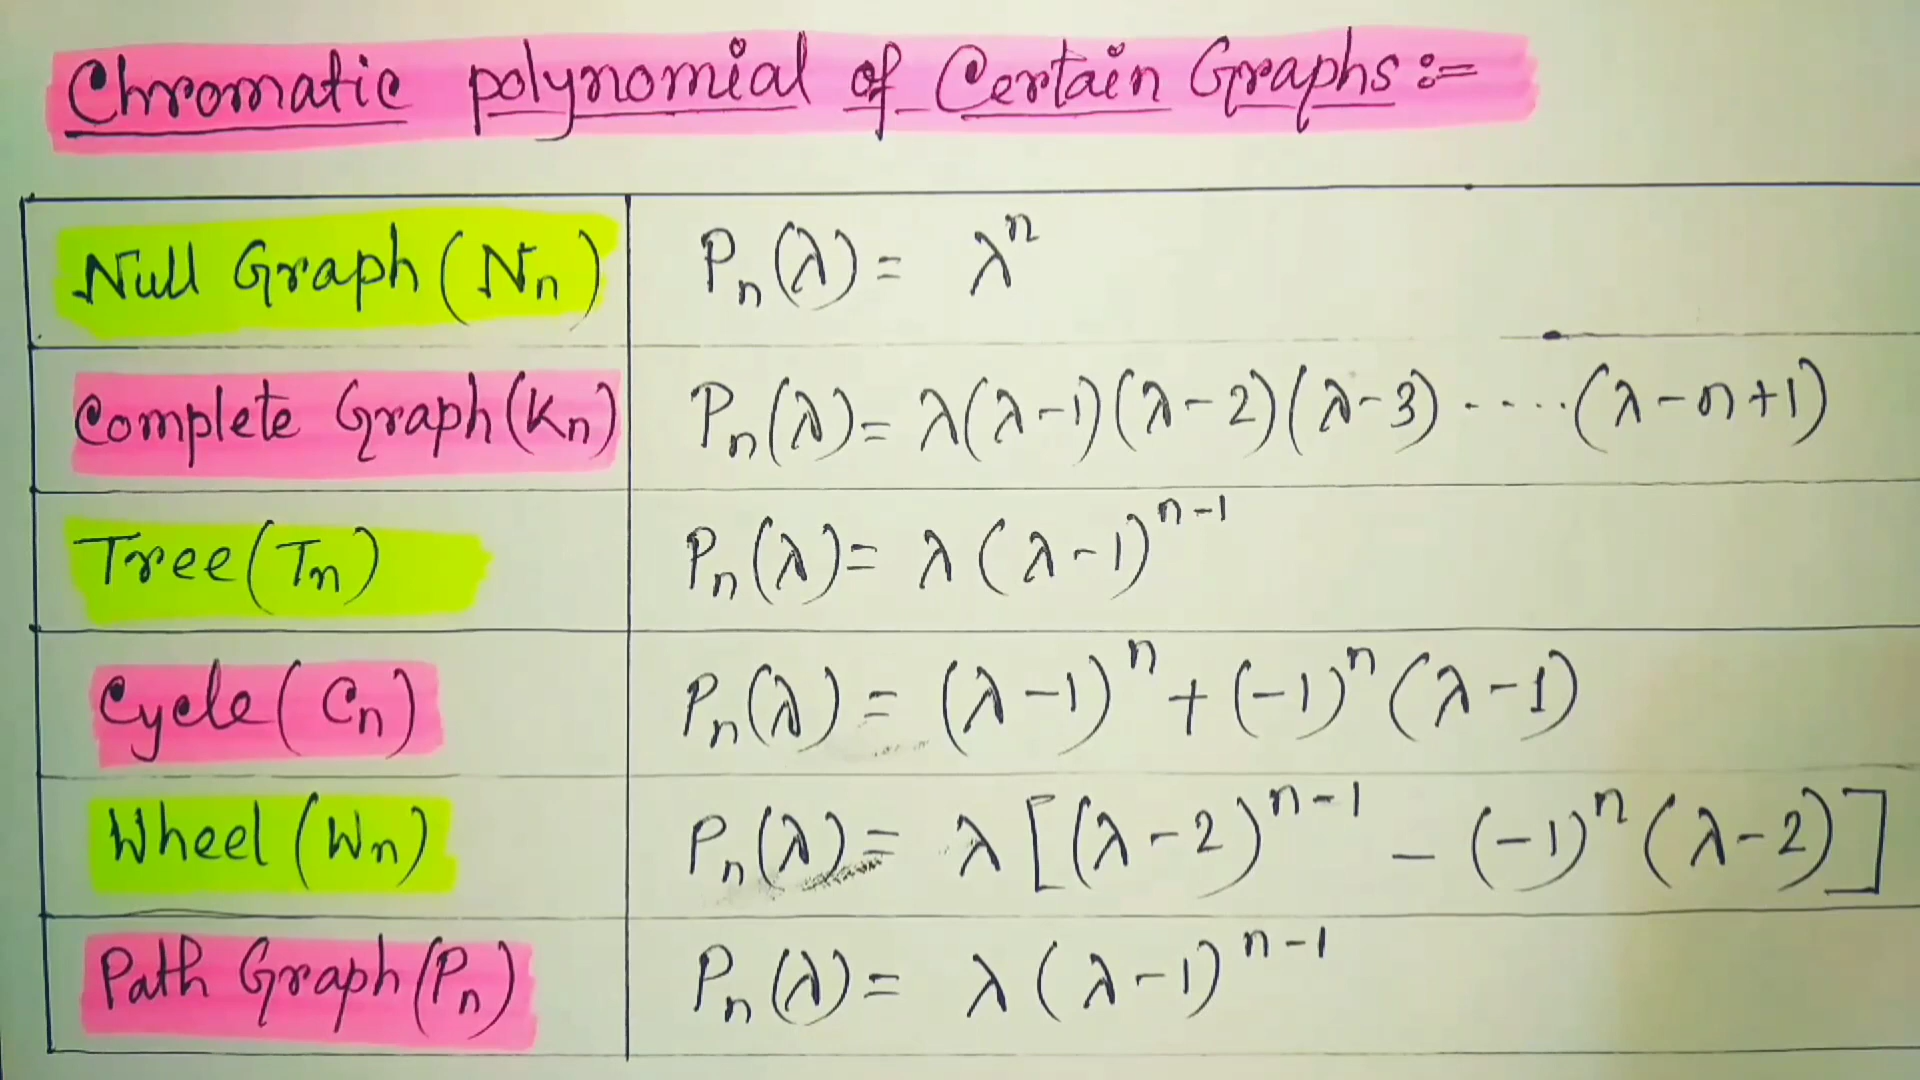 Chromatic polynomial of Certain Graphs:=
Null Graph (Nₙ) Pₙ(λ) = λⁿ
Complete Graph (Kₙ) Pₙ(λ) = λ(λ-1)(λ-2)(λ-3) ----- (λ-n+1)
Tree (Tₙ) Pₙ(λ) = λ(λ-1)ⁿ⁻¹
Cycle (Cₙ) Pₙ(λ) = (λ-1)ⁿ + (-1)ⁿ(λ-1)
Wheel (Wₙ) Pₙ(λ) = λ[(λ-2)ⁿ⁻¹ - (-1)ⁿ(λ-2)]
Path Graph (Pₙ) Pₙ(λ) = λ(λ-1)ⁿ⁻¹